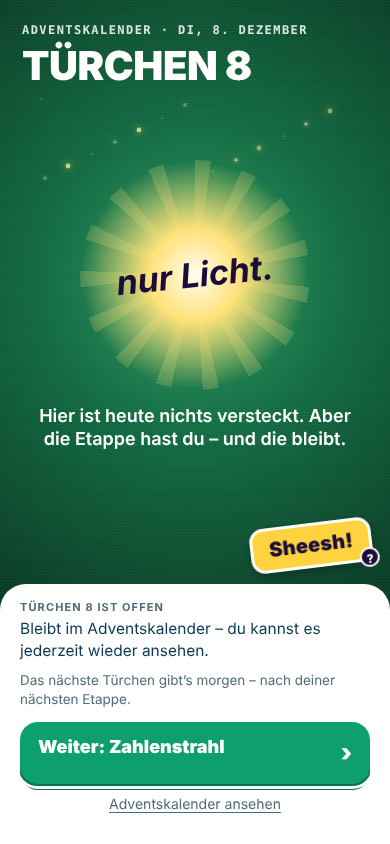 ADVENTSKALENDER · DI, 8. DEZEMBER
TÜRCHEN 8
nur Licht.
Hier ist heute nichts versteckt. Aber
die Etappe hast du – und die bleibt.
Sheesh!
?
TÜRCHEN 8 IST OFFEN
Bleibt im Adventskalender – du kannst es
jederzeit wieder ansehen.
Das nächste Türchen gibt's morgen – nach deiner
nächsten Etappe.
Weiter: Zahlenstrahl ›
Adventskalender ansehen